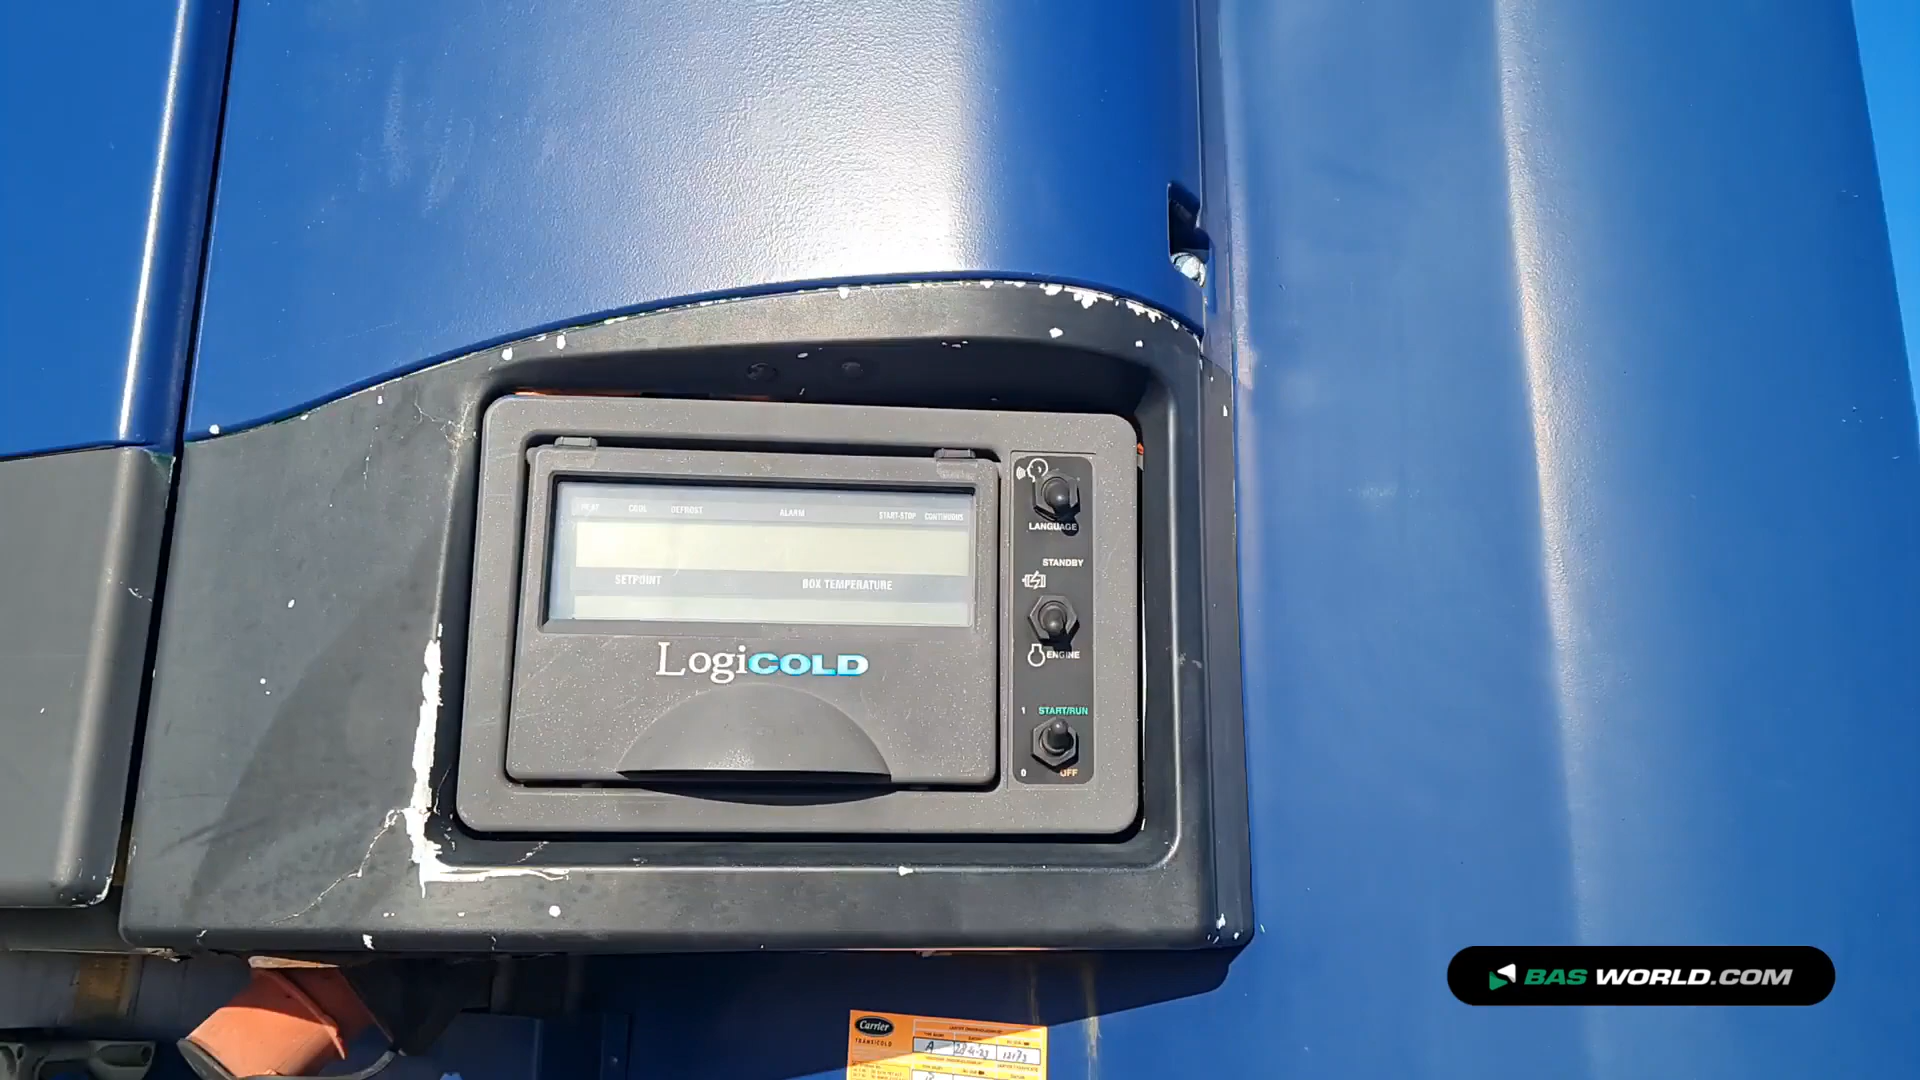 HEAT COOL DEFROST ALARM START-STOP CONTINUOUS
SETPOINT BOX TEMPERATURE
LogiCOLD
LANGUAGE
STANDBY
ENGINE
1 START/RUN
0 OFF
BAS WORLD.COM
Carrier
TRANSICOLD
A